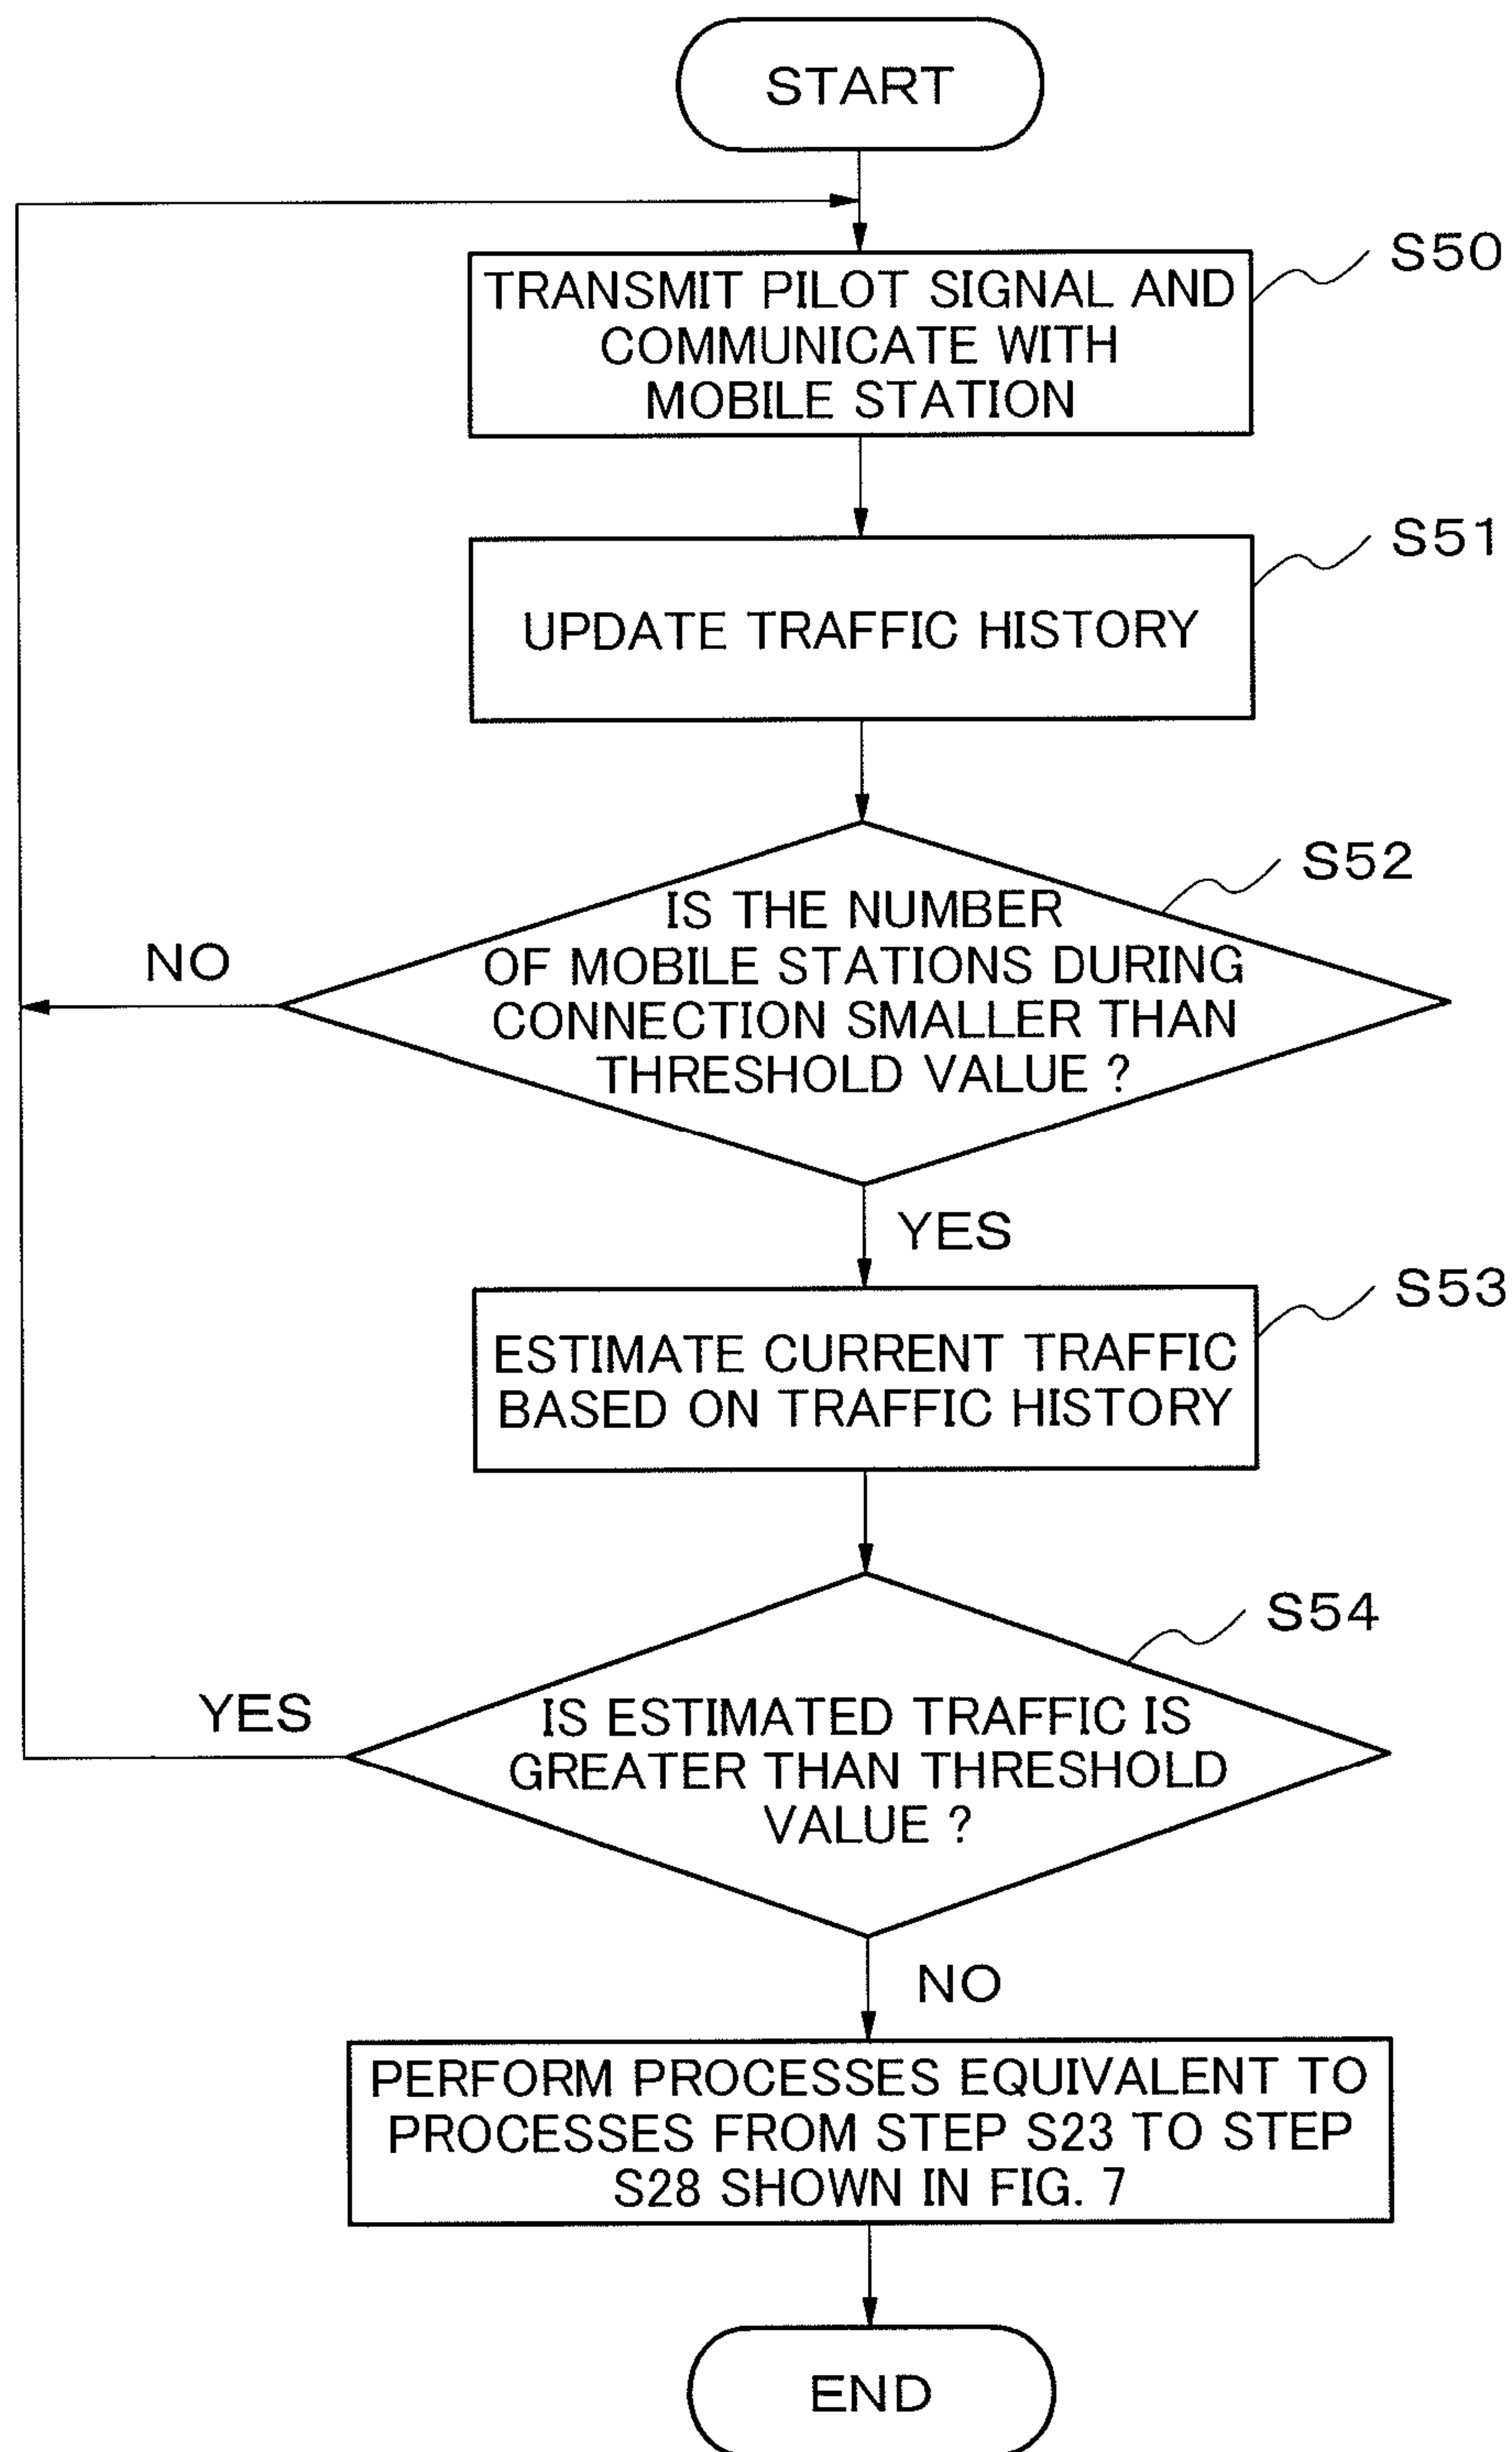 START
S50
TRANSMIT PILOT SIGNAL AND
COMMUNICATE WITH
MOBILE STATION
S51
UPDATE TRAFFIC HISTORY
S52
IS THE NUMBER
OF MOBILE STATIONS DURING
CONNECTION SMALLER THAN
THRESHOLD VALUE ?
NO
YES
S53
ESTIMATE CURRENT TRAFFIC
BASED ON TRAFFIC HISTORY
S54
IS ESTIMATED TRAFFIC IS
GREATER THAN THRESHOLD
VALUE ?
YES
NO
PERFORM PROCESSES EQUIVALENT TO
PROCESSES FROM STEP S23 TO STEP
S28 SHOWN IN FIG. 7
END